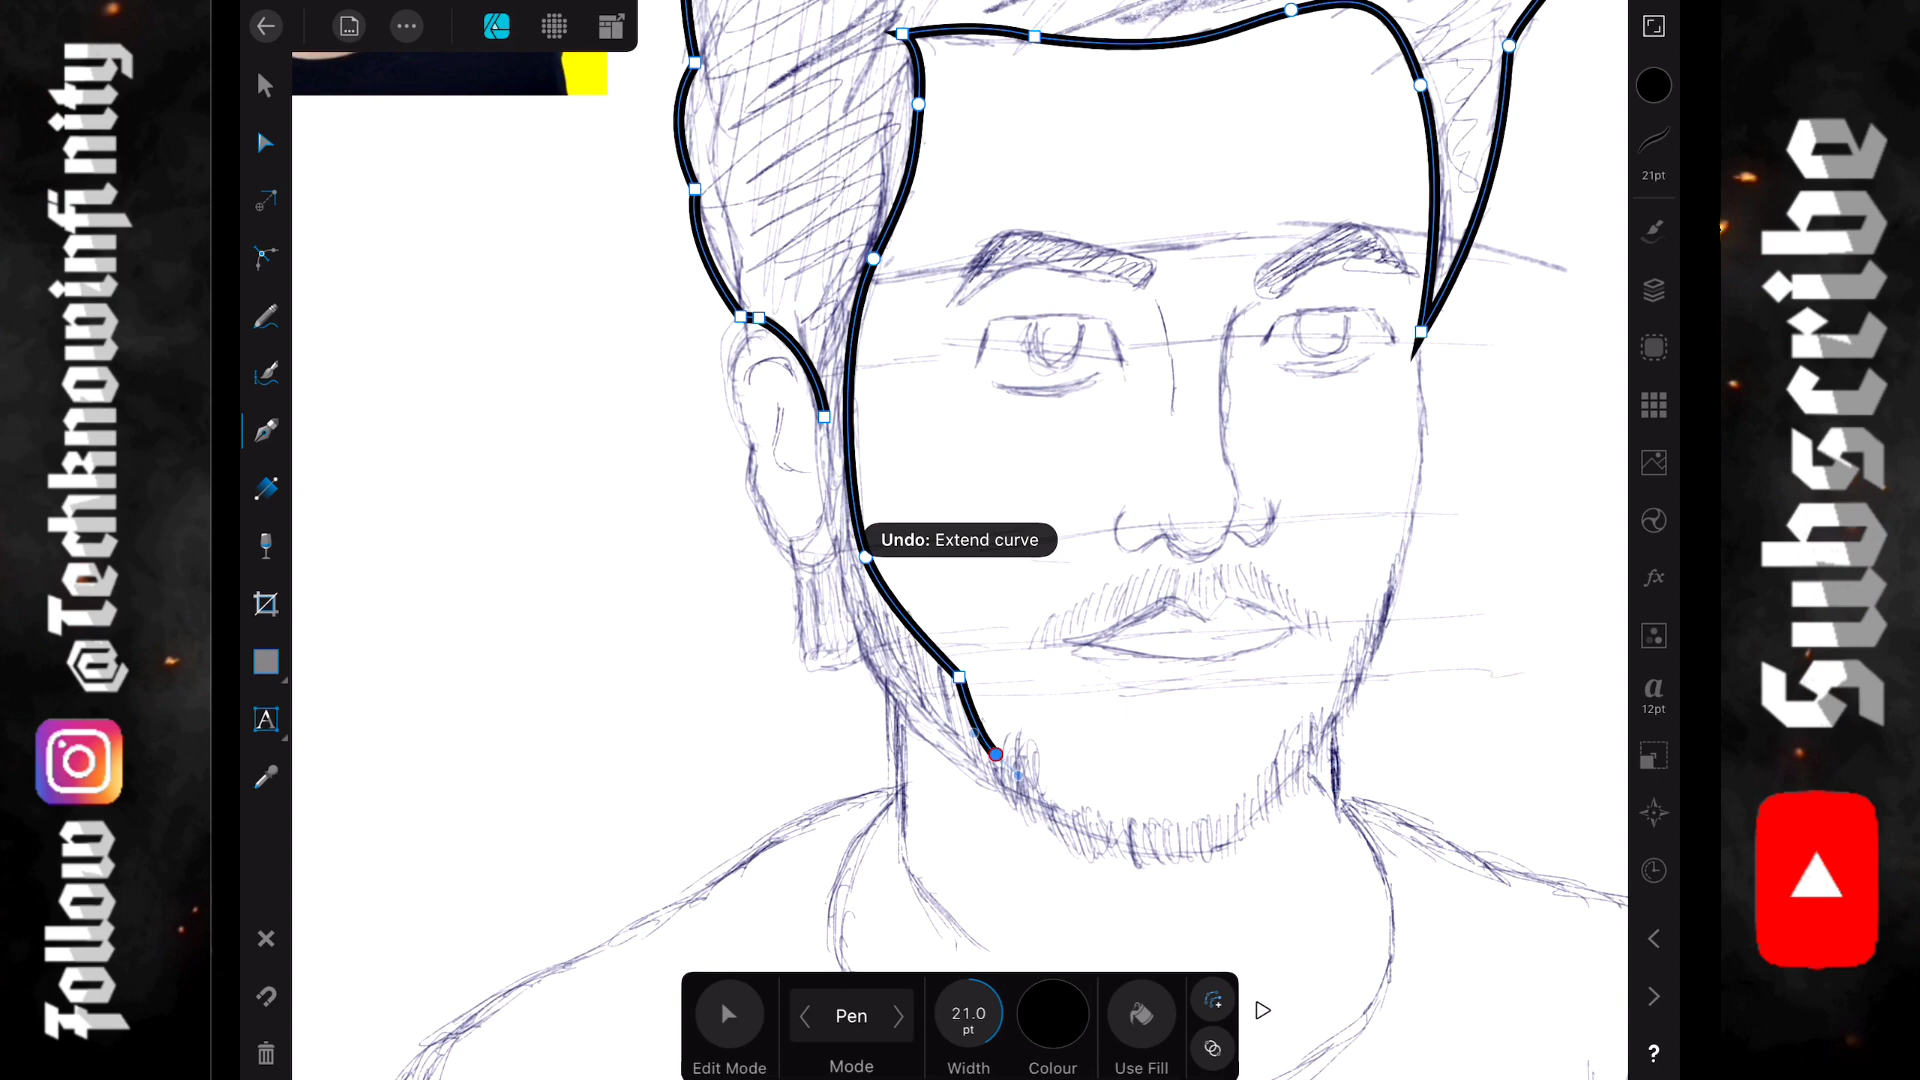 Follow @Techknowinfinity
21pt
fx
a
12pt
Subscribe
Undo: Extend curve
A
?
21.0
pt
Pen
Edit Mode
Mode
Width
Colour
Use Fill